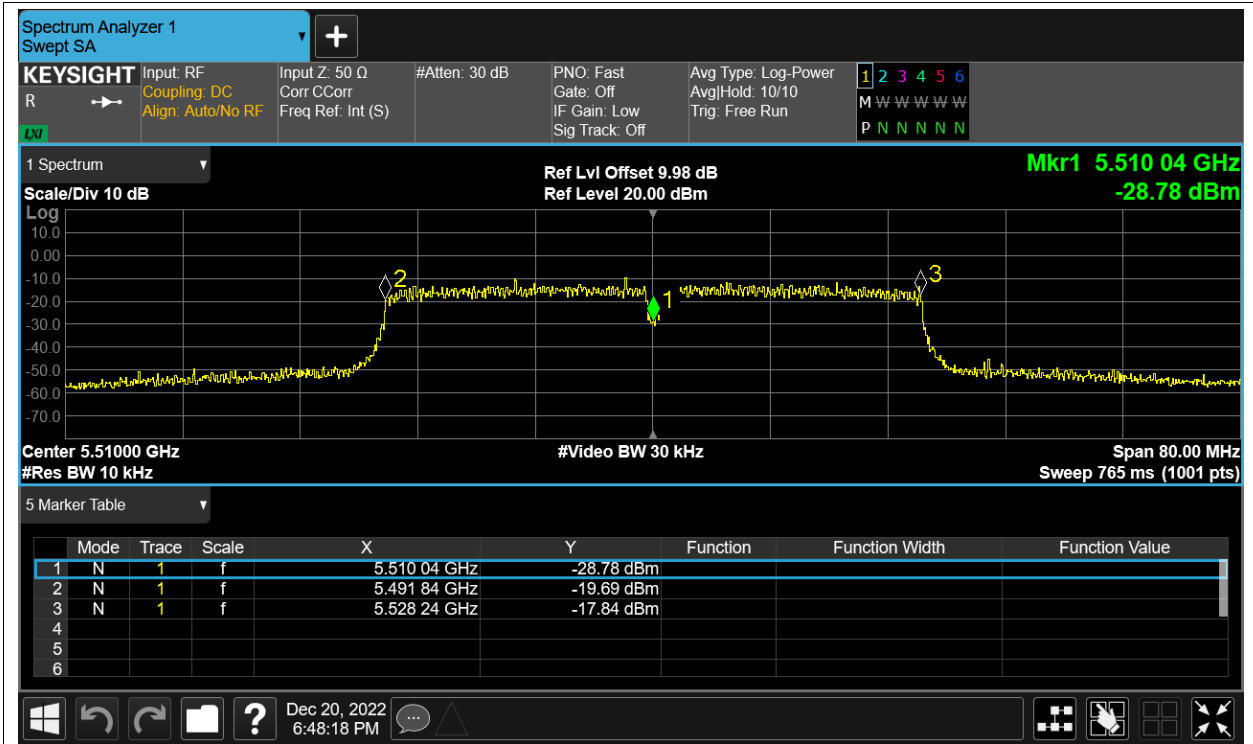 Spectrum Analyzer 1
Swept SA
KEYSIGHT
R
LXI
Input: RF
Coupling: DC
Align: Auto/No RF
Input Z: 50 Ω
Corr CCorr
Freq Ref: Int (S)
#Atten: 30 dB
PNO: Fast
Gate: Off
IF Gain: Low
Sig Track: Off
Avg Type: Log-Power
Avg|Hold: 10/10
Trig: Free Run
1 2 3 4 5 6
M W W W W W
P N N N N N
1 Spectrum
Scale/Div 10 dB
Ref Lvl Offset 9.98 dB
Ref Level 20.00 dBm
Mkr1 5.510 04 GHz
-28.78 dBm
Log
10.0
0.00
-10.0
-20.0
-30.0
-40.0
-50.0
-60.0
-70.0
2
1
3
Center 5.51000 GHz
#Video BW 30 kHz
Span 80.00 MHz
#Res BW 10 kHz
Sweep 765 ms (1001 pts)
5 Marker Table
Mode Trace Scale X Y Function Function Width Function Value
1 N 1 f 5.510 04 GHz -28.78 dBm
2 N 1 f 5.491 84 GHz -19.69 dBm
3 N 1 f 5.528 24 GHz -17.84 dBm
4
5
6
?
Dec 20, 2022
6:48:18 PM